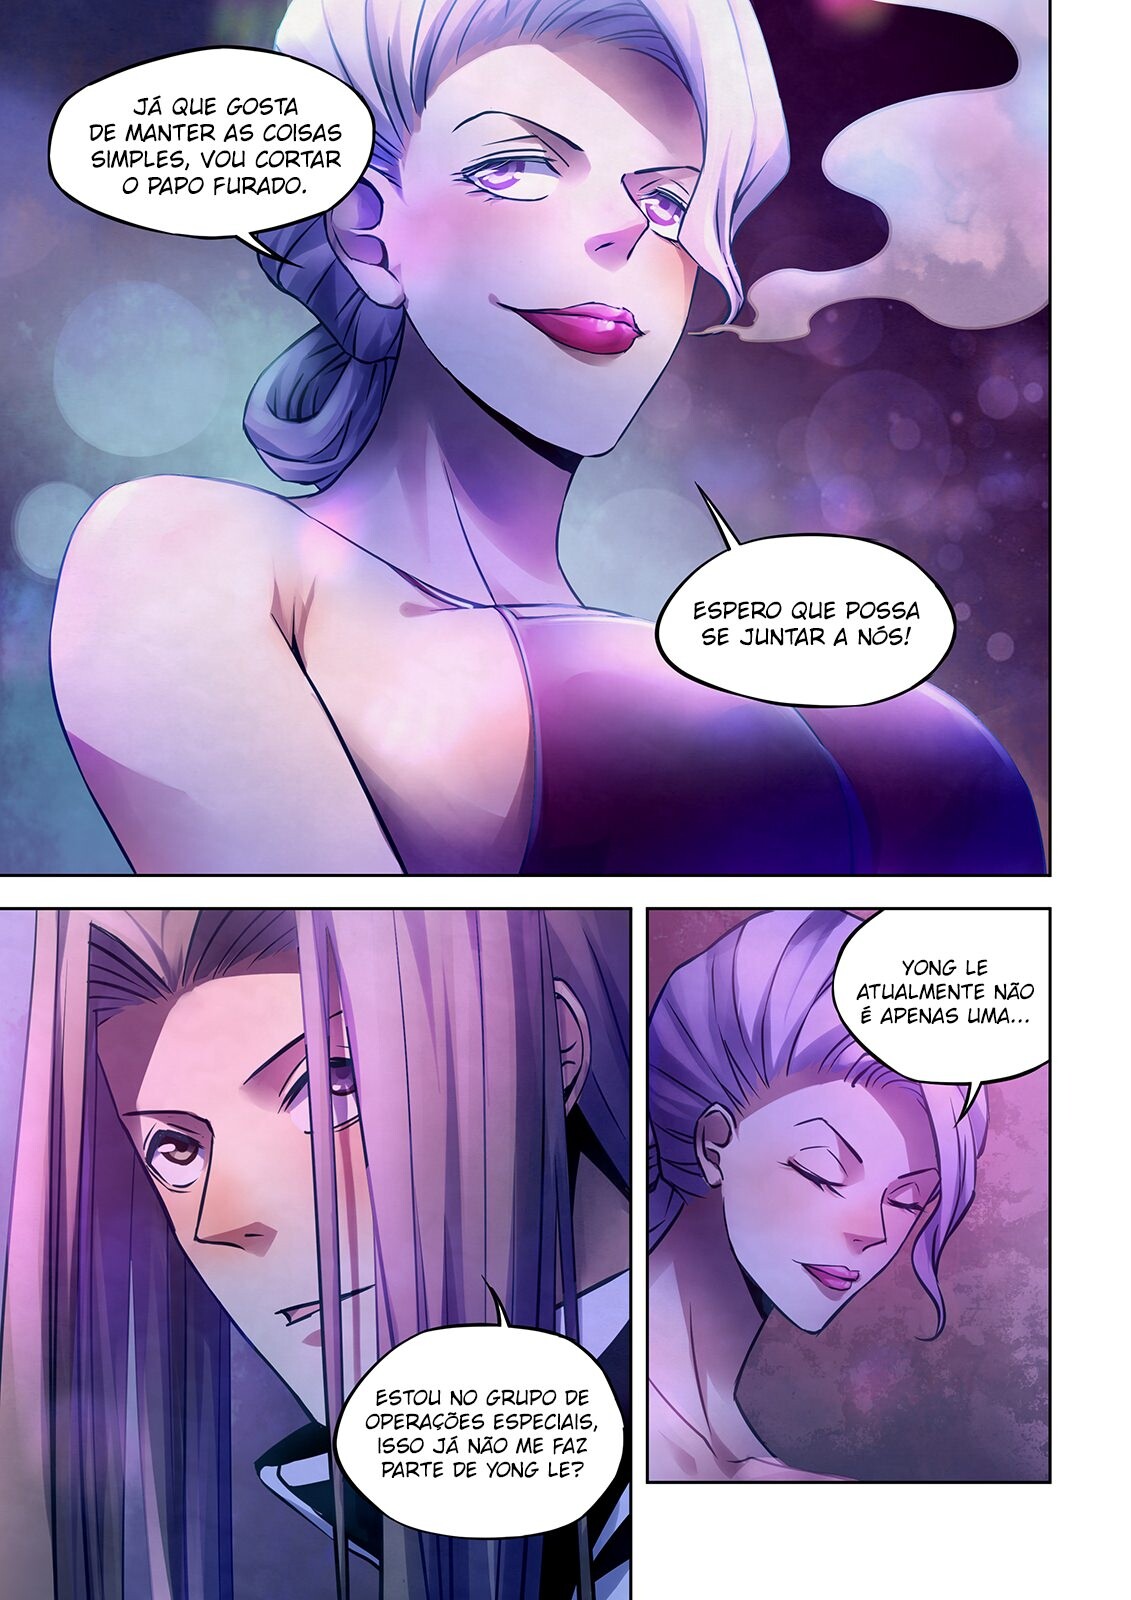 JÁ QUE GOSTA
DE MANTER AS COISAS
SIMPLES, VOU CORTAR
O PAPO FURADO.
ESPERO QUE POSSA
SE JUNTAR A NÓS!
ESTOU NO GRUPO DE
OPERAÇÕES ESPECIAIS,
ISSO JÁ NÃO ME FAZ
PARTE DE YONG LE?
YONG LE
ATUALMENTE NÃO
É APENAS UMA...